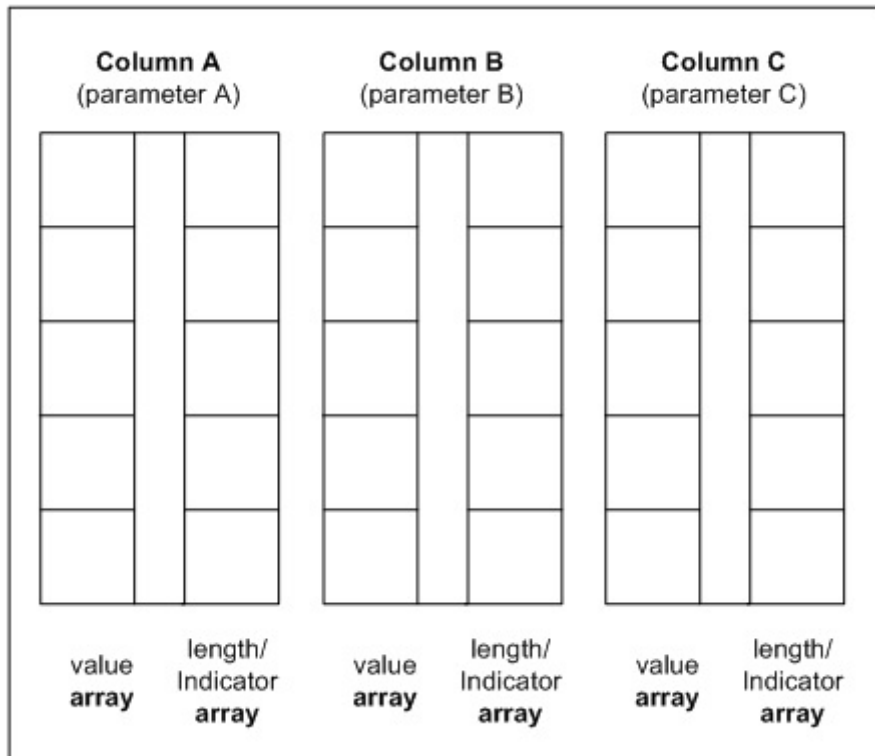 Column A
(parameter A)
Column B
(parameter B)
Column C
(parameter C)
value
array
length/
Indicator
array
value
array
length/
Indicator
array
value
array
length/
Indicator
array